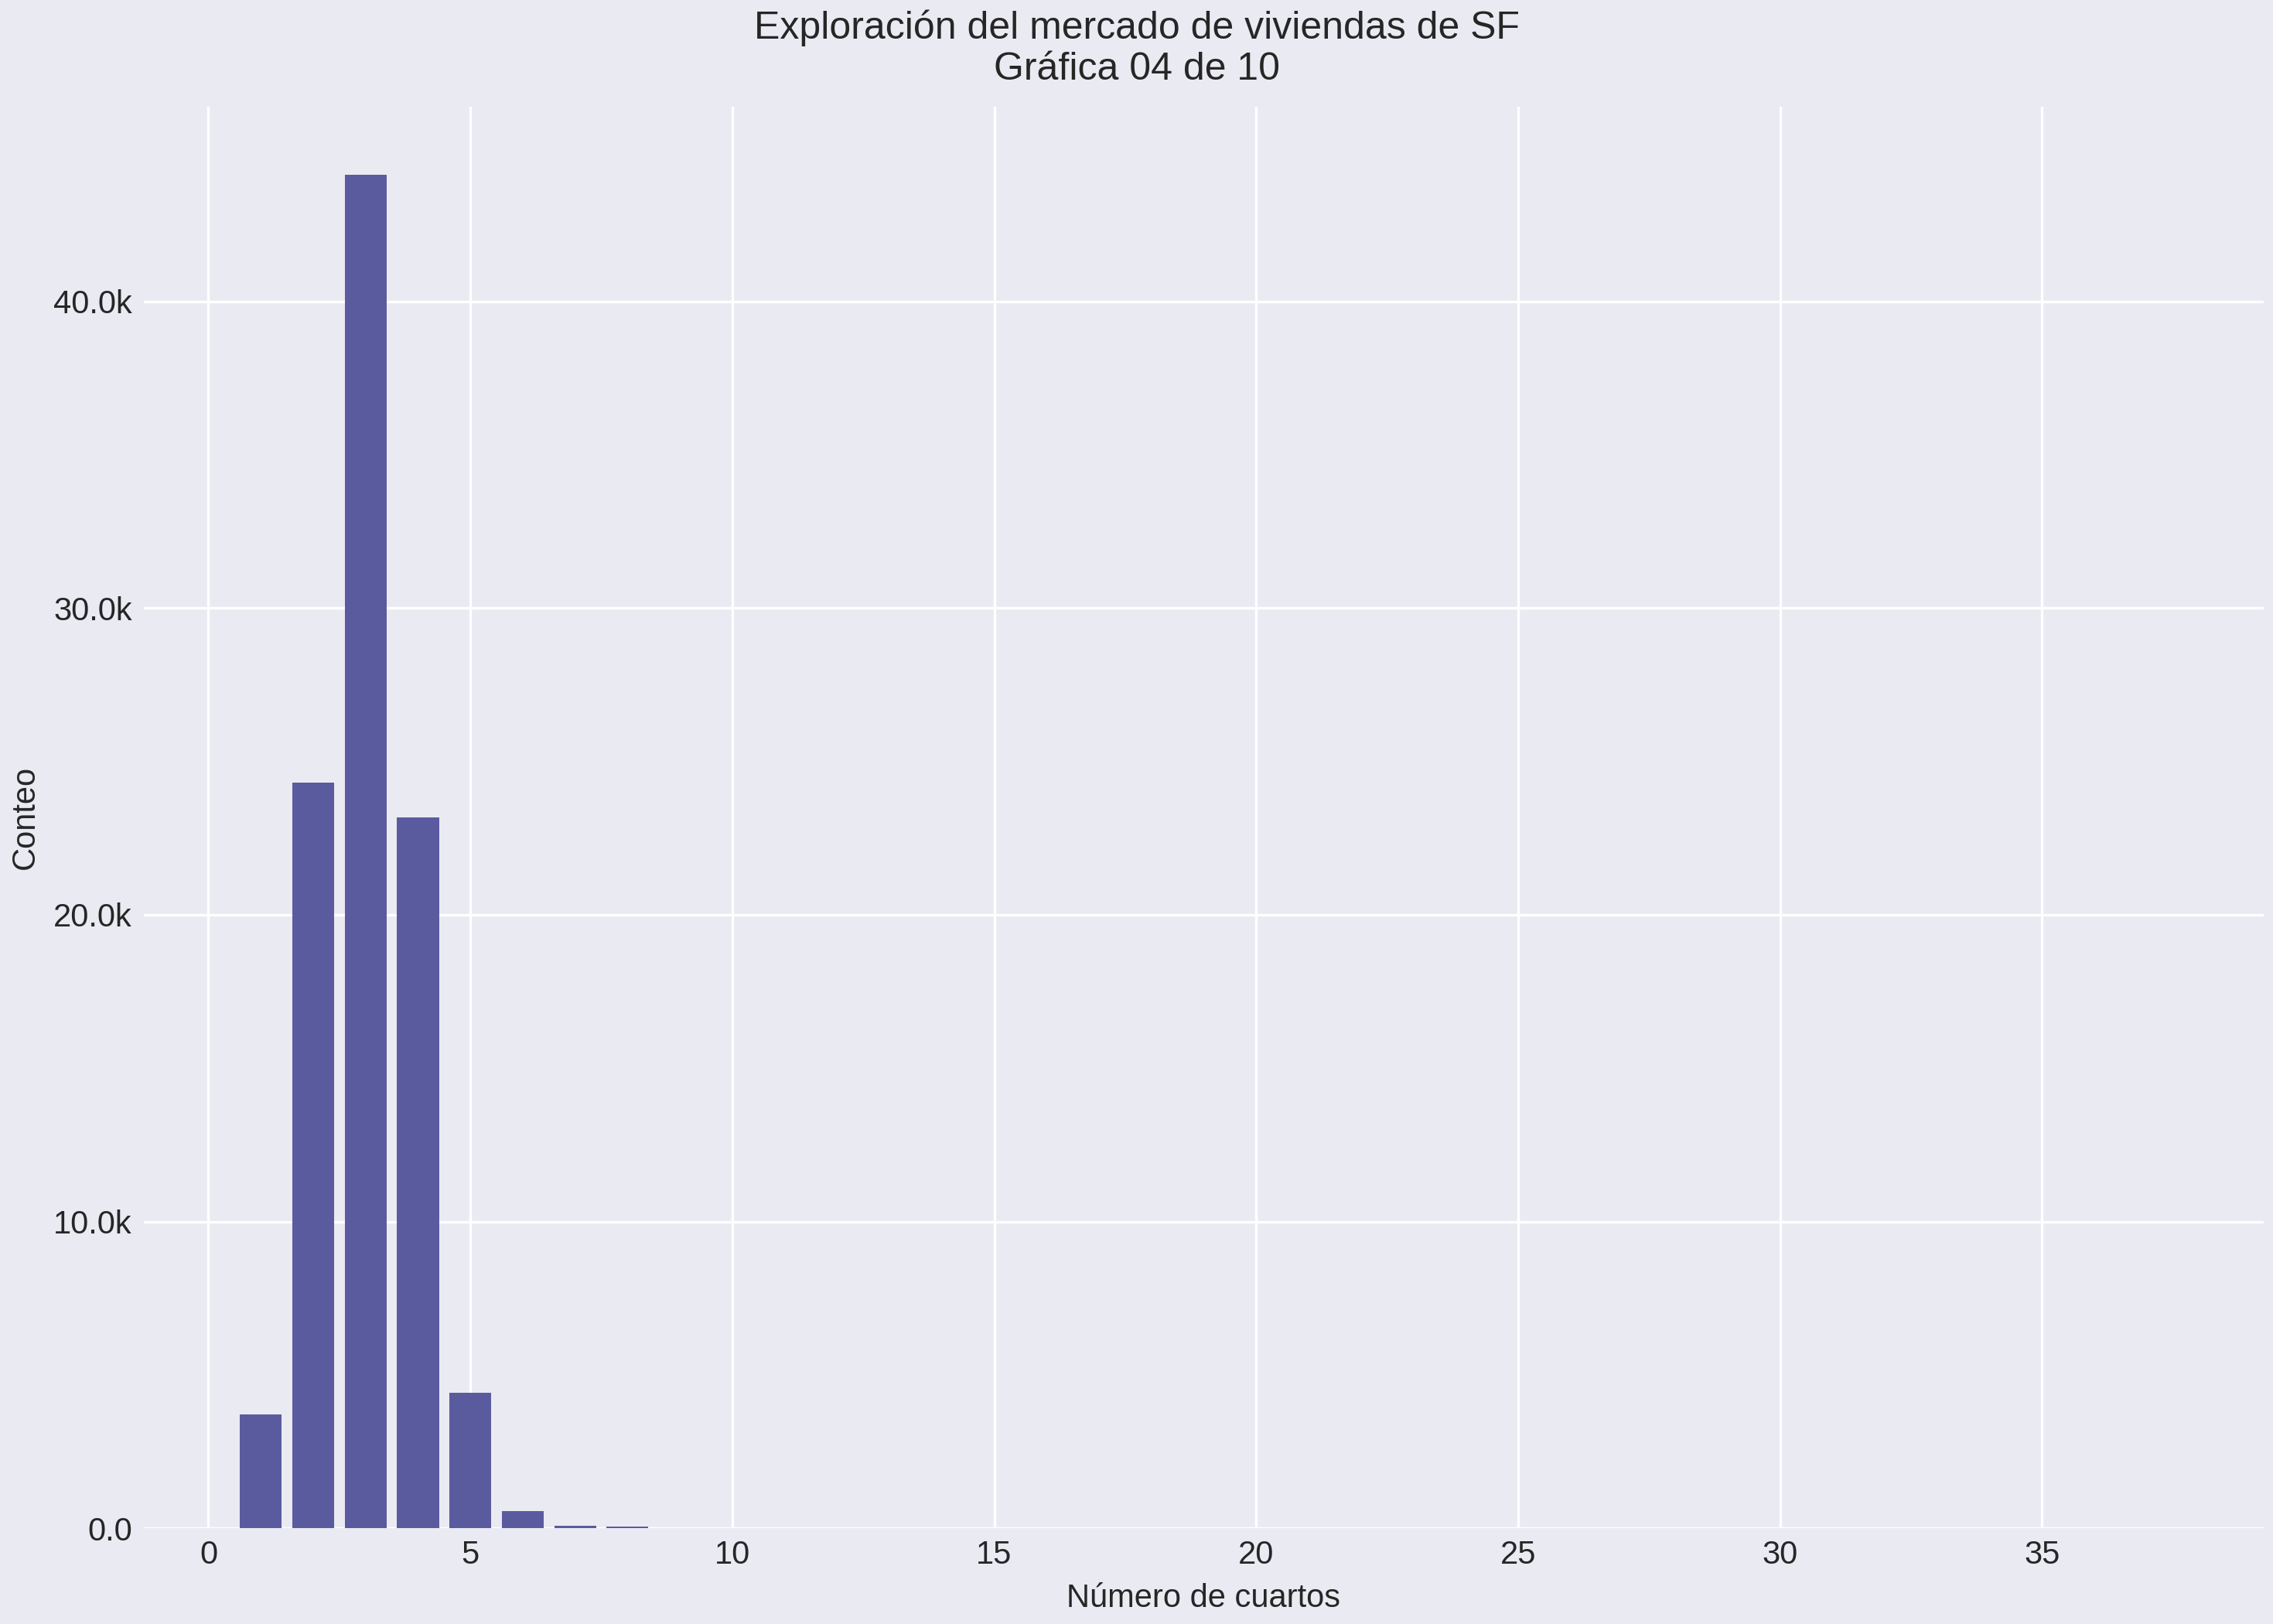 Exploración del mercado de viviendas de SF
Gráfica 04 de 10
40.0k
30.0k
20.0k
10.0k
0.0
Conteo
0 5 10 15 20 25 30 35
Número de cuartos